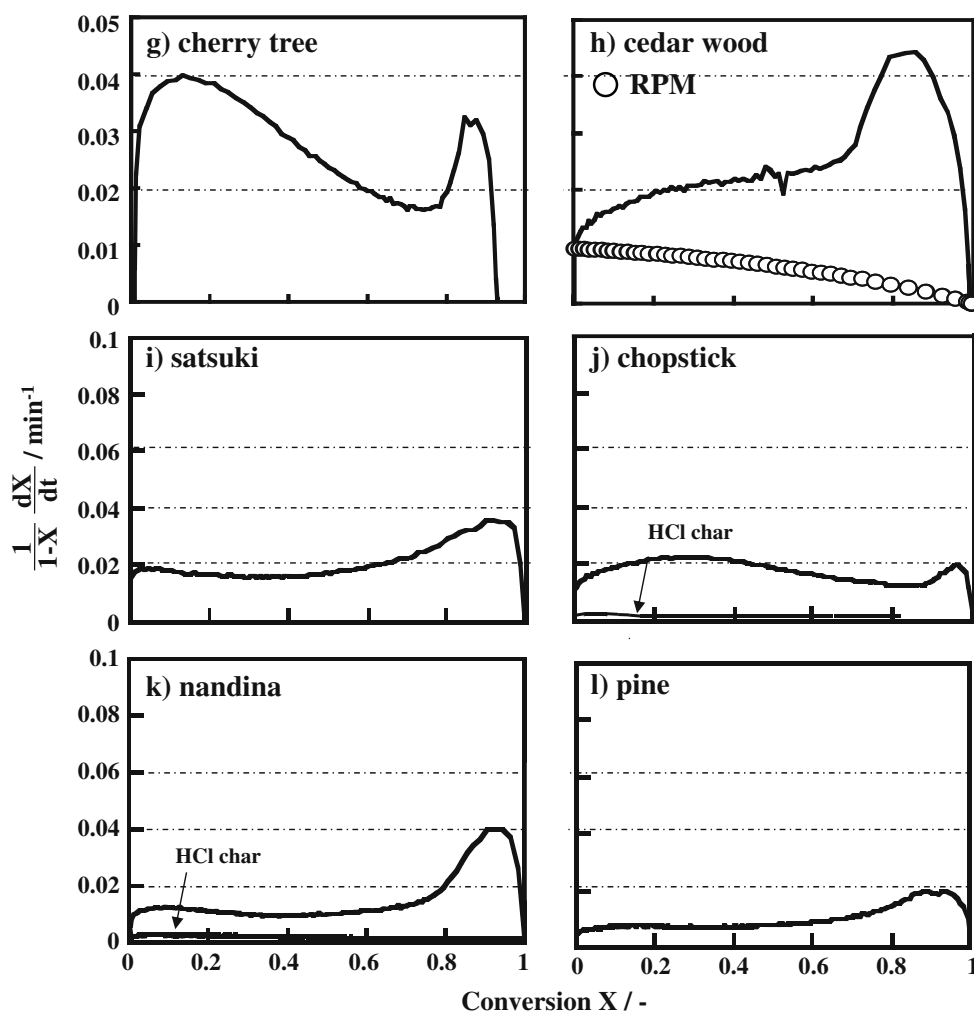 g) cherry tree
h) cedar wood
RPM
0.05
0.04
0.03
0.02
0.01
0
i) satsuki
j) chopstick
HCl char
0.1
0.08
0.06
0.04
0.02
0
1
1-X
dX
dt
/ min-1
k) nandina
l) pine
HCl char
0.1
0.08
0.06
0.04
0.02
0
0 0.2 0.4 0.6 0.8 1
0 0.2 0.4 0.6 0.8 1
Conversion X / -